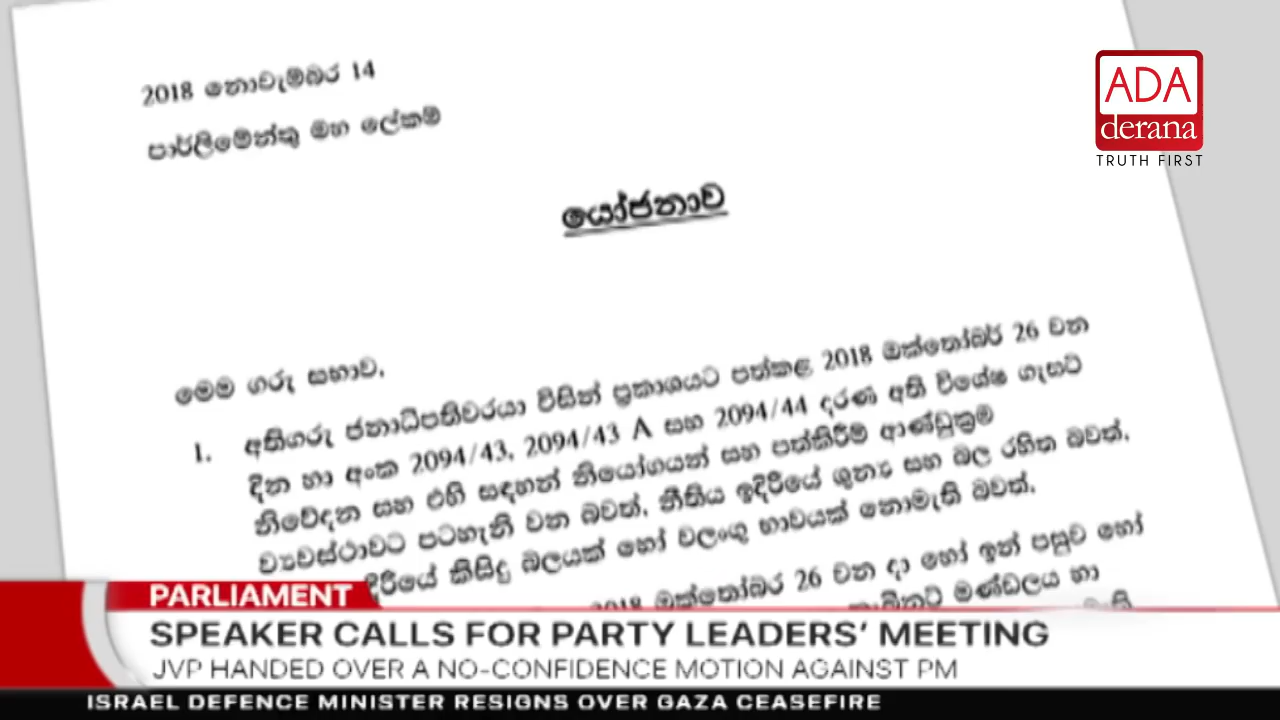 2018 නොවැම්බර 14
පාර්ලිමේන්තු මහ ලේකම්
යෝජනාව
මෙම ගරු සභාව,
1. අතිගරු ජනාධිපතිවරයා විසින් ප්‍රකාශයට පත්කළ 2018 ඔක්තෝබර් 26 වන
දින හා අංක 2094/43, 2094/43 A සහ 2094/44 දරණ අති විශේෂ ගැසට්
නිවේදන සහ එහි සඳහන් නියෝගයන් සහ පත්කිරීම් ආණ්ඩුක්‍රම
ව්‍යවස්ථාවට පටහැනි වන බවත්, නීතිය ඉදිරියේ ශුන්‍ය සහ බල රහිත බවත්,
කිසිදු බලයක් හෝ වලංගු භාවයක් නොමැති බවත්,
2018 ඔක්තෝබර 26 වන දා හෝ ඉන් පසුව හෝ
මණ්ඩලය හා
ADA
derana
TRUTH FIRST
PARLIAMENT
SPEAKER CALLS FOR PARTY LEADERS' MEETING
JVP HANDED OVER A NO-CONFIDENCE MOTION AGAINST PM
ISRAEL DEFENCE MINISTER RESIGNS OVER GAZA CEASEFIRE